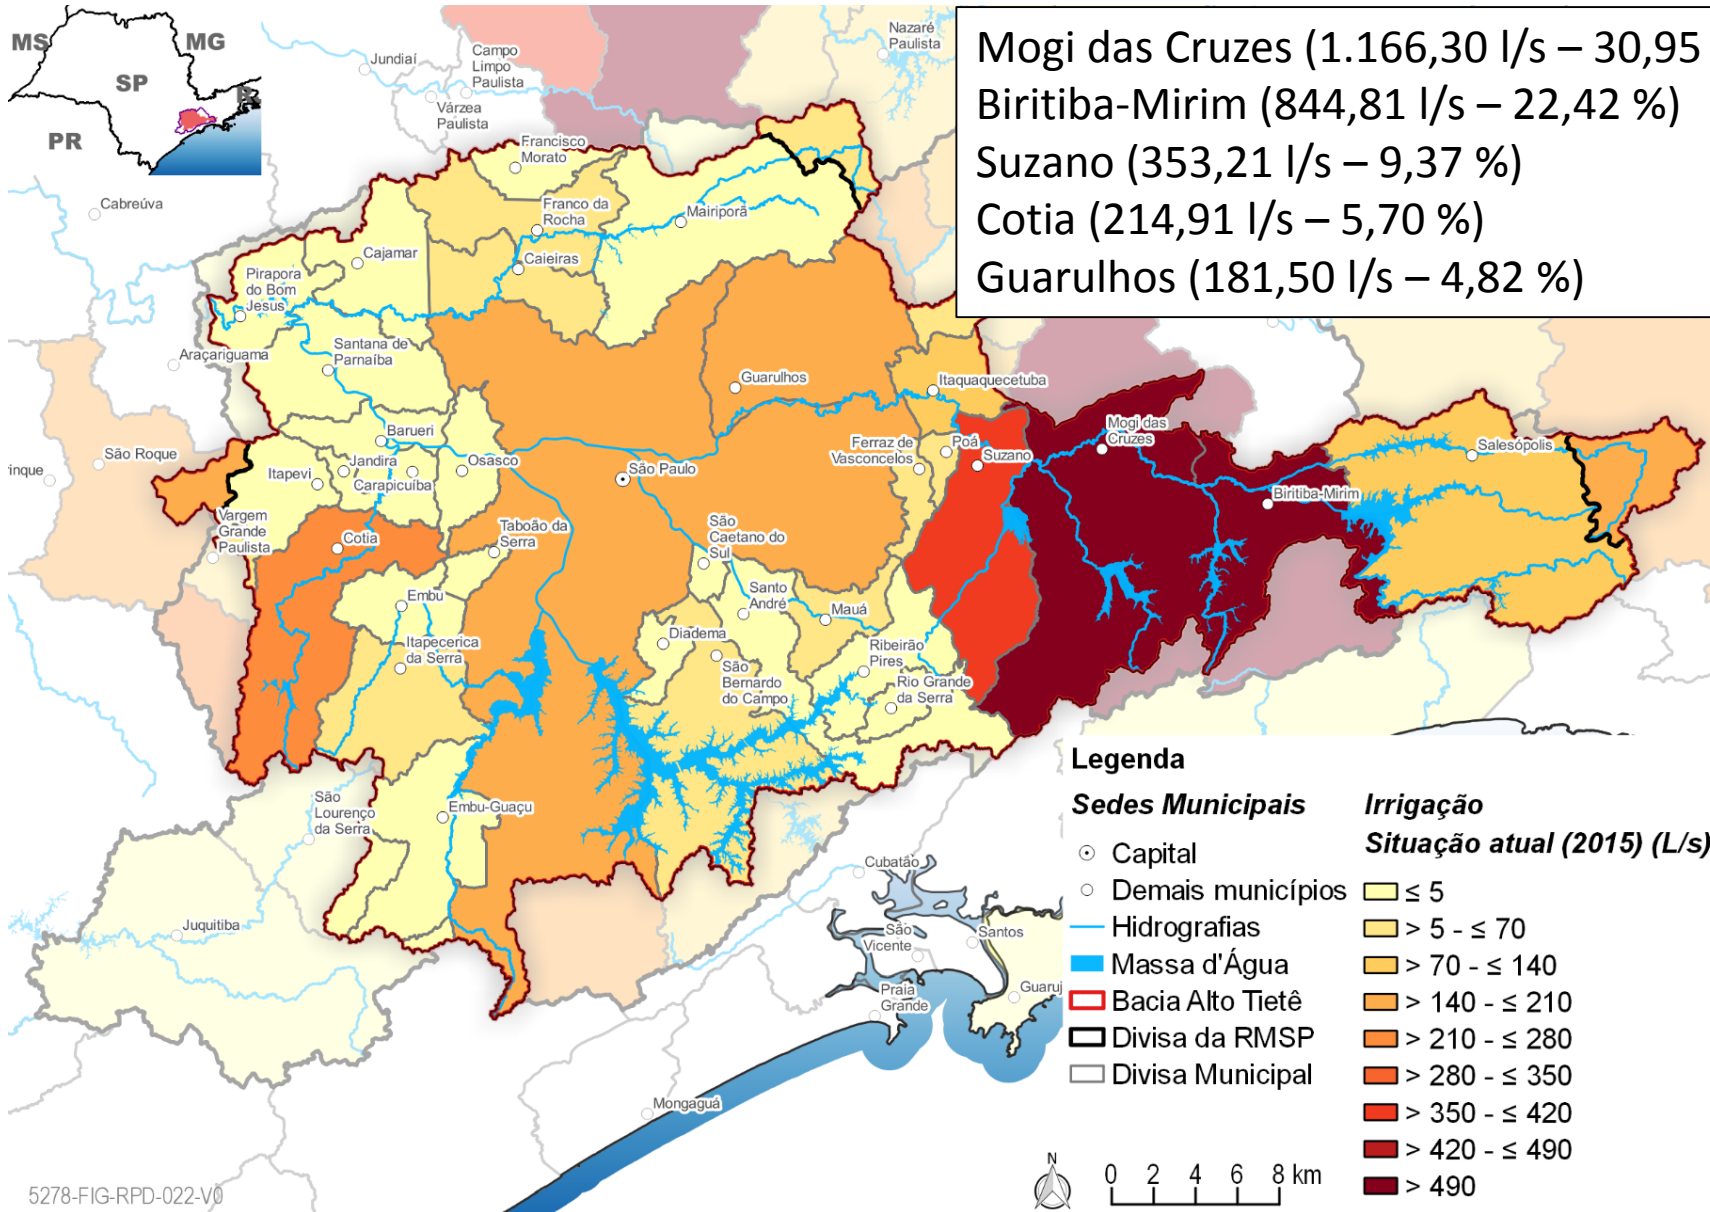 MS
MG
SP
PR
Mogi das Cruzes (1.166,30 l/s – 30,95
Biritiba-Mirim (844,81 l/s – 22,42 %)
Suzano (353,21 l/s – 9,37 %)
Cotia (214,91 l/s – 5,70 %)
Guarulhos (181,50 l/s – 4,82 %)
Nazaré
Paulista
Jundiaí
Campo
Limpo
Paulista
Várzea
Paulista
Francisco
Morato
Cabreúva
Franco da
Rocha
Mairiporã
Cajamar
Caieiras
Pirapora
do Bom
Jesus
Araçariguama
Santana de
Parnaíba
Guarulhos
Itaquaquecetuba
Barueri
Mogi das
Cruzes
São Roque
rinque
Itapevi
Jandira
Carapicuíba
Osasco
São Paulo
Ferraz de
Vasconcelos
Poá
Suzano
Salesópolis
Biritiba-Mirim
Vargem
Grande
Paulista
Cotia
Taboão da
Serra
São
Caetano do
Sul
Embu
Santo
André
Mauá
Itapecerica
da Serra
Diadema
São
Bernardo
do Campo
Ribeirão
Pires
Rio Grande
da Serra
São
Lourenço
da Serra
Embu-Guaçu
Juquitiba
Cubatão
São
Vicente
Santos
Praia
Grande
Guaruj
Mongaguá
Legenda
Sedes Municipais
Capital
Demais municípios
Hidrografias
Massa d'Água
Bacia Alto Tietê
Divisa da RMSP
Divisa Municipal
Irrigação
Situação atual (2015) (L/s)
≤ 5
> 5 - ≤ 70
> 70 - ≤ 140
> 140 - ≤ 210
> 210 - ≤ 280
> 280 - ≤ 350
> 350 - ≤ 420
> 420 - ≤ 490
> 490
N
0 2 4 6 8 km
5278-FIG-RPD-022-V0